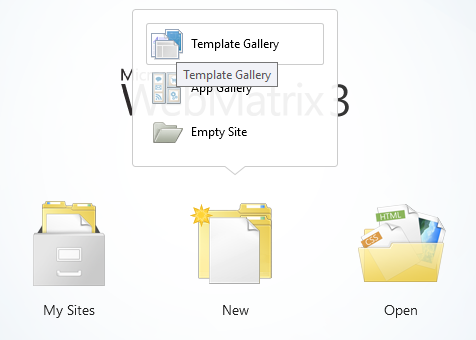 Template Gallery
Template Gallery
App Gallery
WebMatrix 3
Empty Site
HTML
CSS
My Sites
New
Open